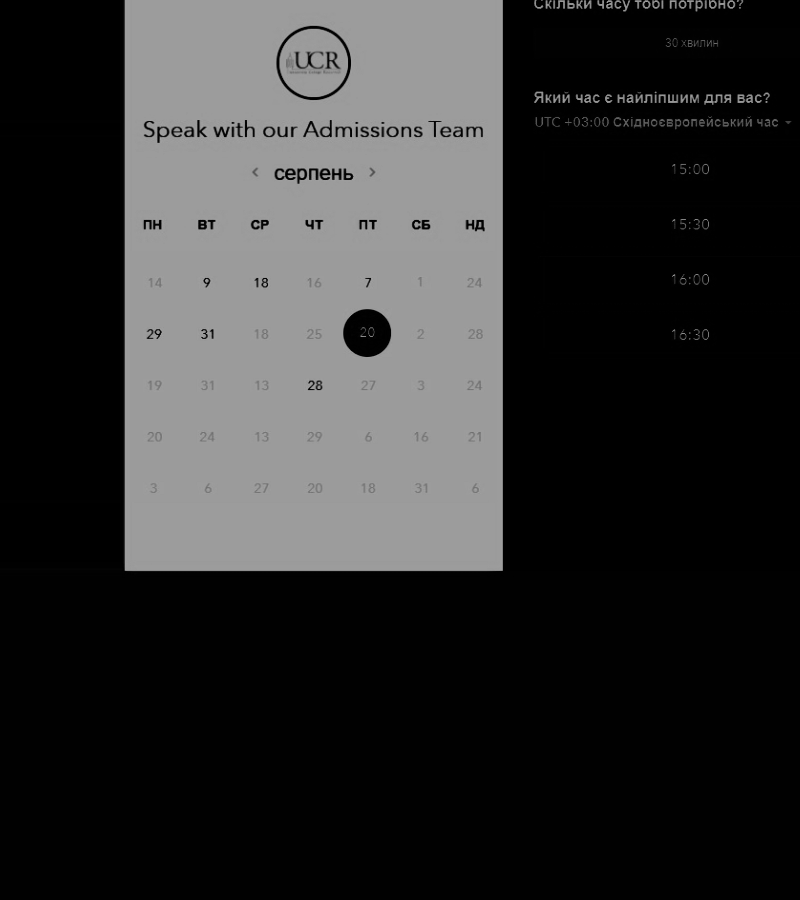 UCR
Speak with our Admissions Team
серпень
ПН ВТ СР ЧТ ПТ СБ НД
14 9 18 16 7 1 24
29 31 18 25 20 2 28
19 31 13 28 27 3 24
20 24 13 29 6 16 21
3 6 27 20 18 31 6
Скільки часу тобі потрібно?
30 хвилин
Який час є найліпшим для вас?
UTC +03:00 Східноєвропейський час
15:00
15:30
16:00
16:30